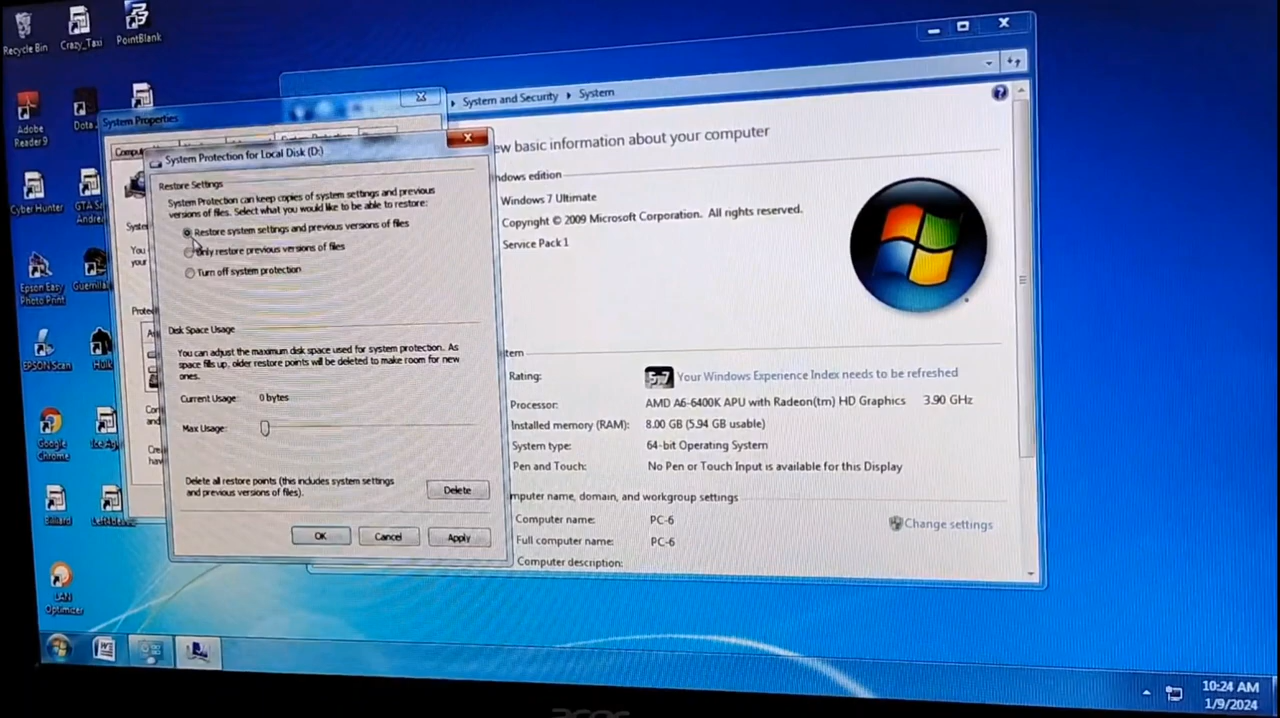 Recycle Bin
Crazy_Taxi
PointBlank
Adobe
Reader 9
Dota
Cyber Hunter
GTA
Andrea
Epson Easy
Photo Print
EPSON Scan
Hulk
Google
Chrome
Ice Ag
Billiard
LAN
Optimizer
System Properties
System Protection for Local Disk (D:)
Restore Settings
System Protection can keep copies of system settings and previous
versions of files. Select what you would like to be able to restore:
Restore system settings and previous versions of files
Only restore previous versions of files
Turn off system protection
Disk Space Usage
You can adjust the maximum disk space used for system protection. As
space fills up, older restore points will be deleted to make room for new
ones.
Current Usage: 0 bytes
Max Usage:
Delete all restore points (this includes system settings
and previous versions of files).
Delete
OK
Cancel
Apply
System and Security
System
ew basic information about your computer
ndows edition
Windows 7 Ultimate
Copyright © 2009 Microsoft Corporation. All rights reserved.
Service Pack 1
tem
Rating:
Your Windows Experience Index needs to be refreshed
Processor: AMD A6-6400K APU with Radeon(tm) HD Graphics 3.90 GHz
Installed memory (RAM): 8.00 GB (5.94 GB usable)
System type: 64-bit Operating System
Pen and Touch: No Pen or Touch Input is available for this Display
mputer name, domain, and workgroup settings
Computer name: PC-6
Change settings
Full computer name: PC-6
Computer description:
10:24 AM
1/9/2024